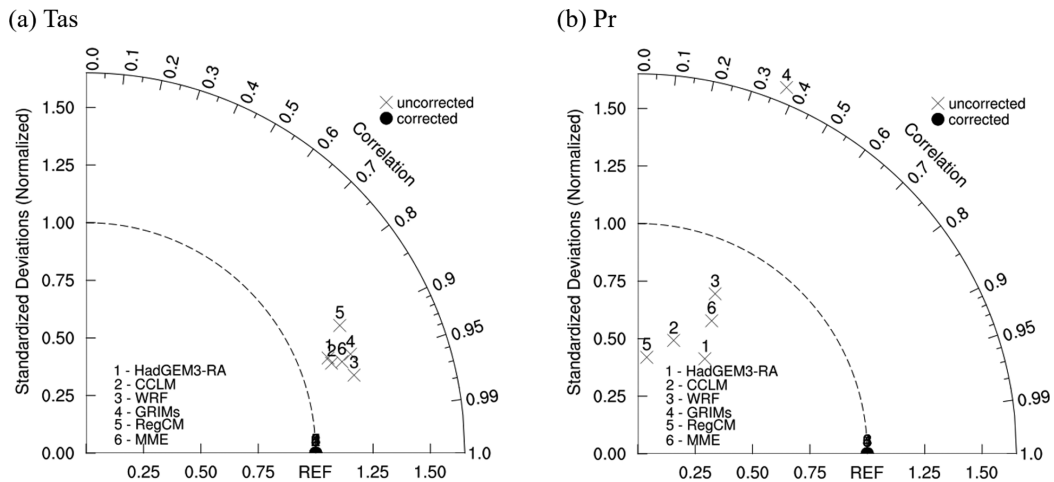 (a) Tas
0.0 0.1 0.2 0.3 0.4 0.5 0.6 0.7 0.8 0.9 0.95 0.99 1.0
Correlation
× uncorrected
● corrected
Standardized Deviations (Normalized)
1.50
1.25
1.00
0.75
0.50
0.25
0.00
5
1 2 6 4
3
1 - HadGEM3-RA
2 - CCLM
3 - WRF
4 - GRIMs
5 - RegCM
6 - MME
0.25 0.50 0.75 REF 1.25 1.50
(b) Pr
0.0 0.1 0.2 0.3 0.4 0.5 0.6 0.7 0.8 0.9 0.95 0.99 1.0
Correlation
× uncorrected
● corrected
Standardized Deviations (Normalized)
1.50
1.25
1.00
0.75
0.50
0.25
0.00
4
3
6
2
5
1
1 - HadGEM3-RA
2 - CCLM
3 - WRF
4 - GRIMs
5 - RegCM
6 - MME
0.25 0.50 0.75 REF 1.25 1.50